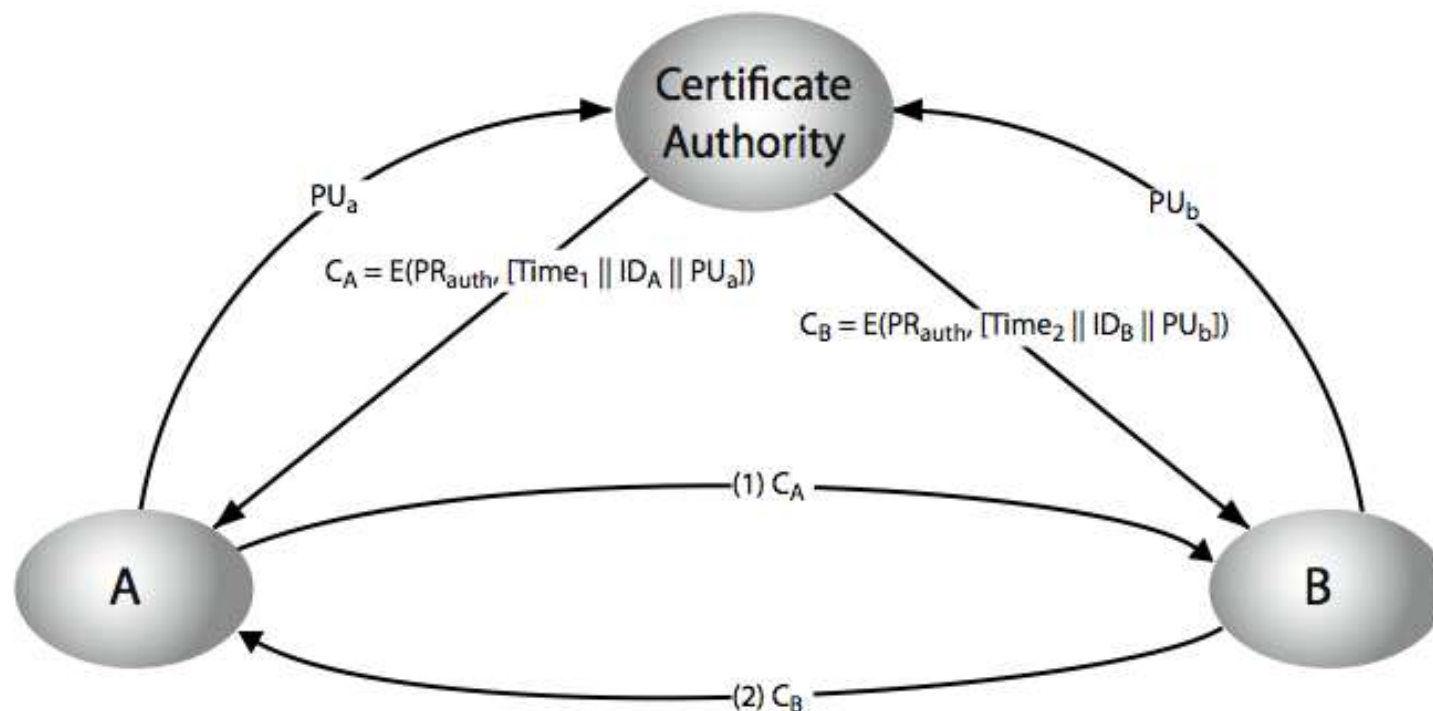 Certificate
Authority
PUa
PUb
CA = E(PRauth, [Time1 || IDA || PUa])
CB = E(PRauth, [Time2 || IDB || PUb])
(1) CA
A
B
(2) CB